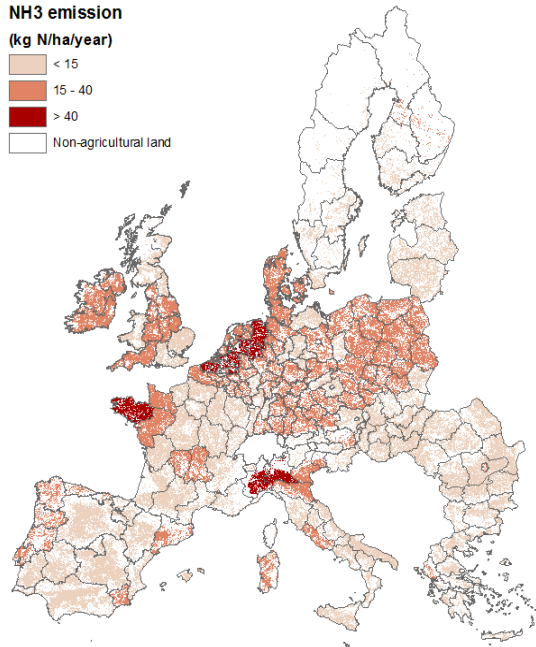 NH3 emission
(kg N/ha/year)
< 15
15 - 40
> 40
Non-agricultural land